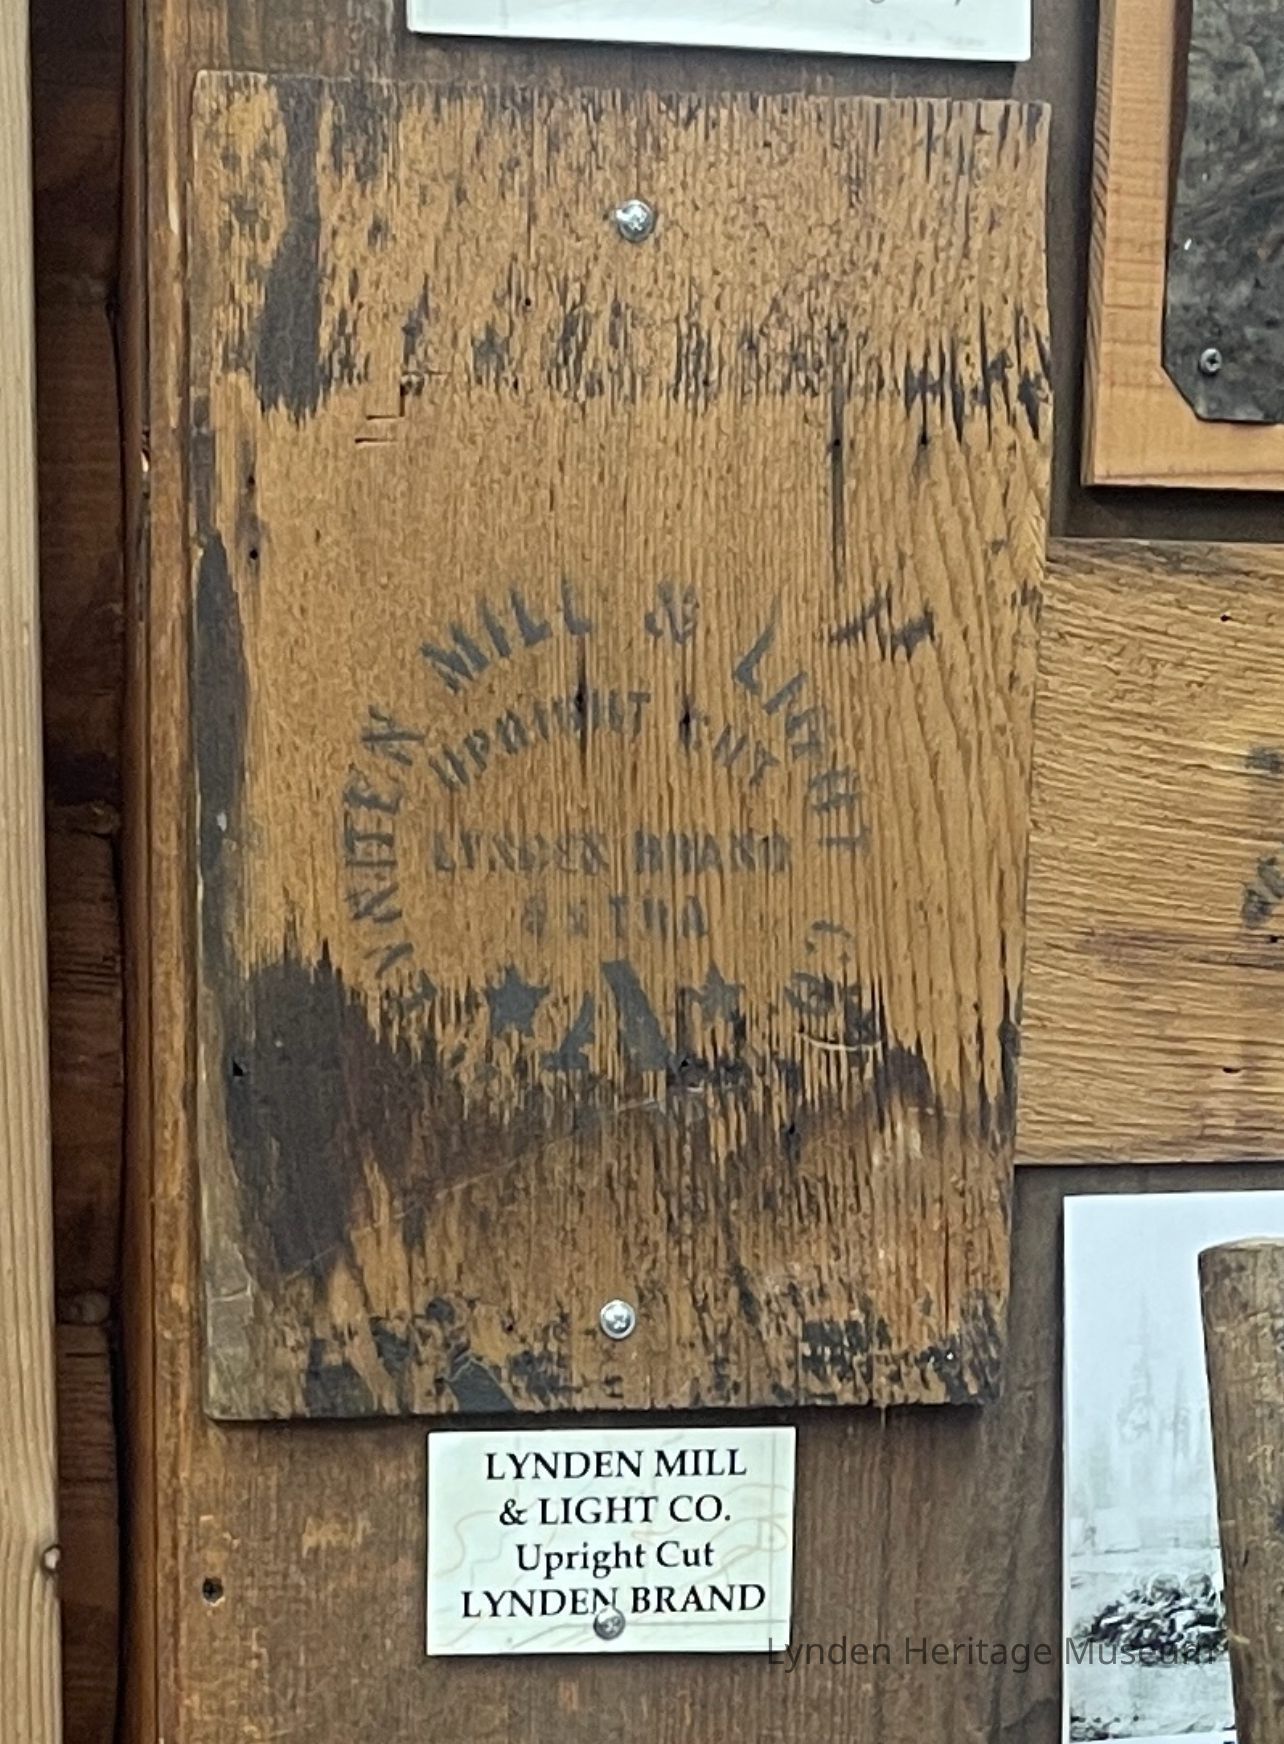 LYNDEN MILL & LIGHT CO.
UPRIGHT CUT
LYNDEN BRAND
EXTRA
★ A ★
LYNDEN MILL
& LIGHT CO.
Upright Cut
LYNDEN BRAND
Lynden Heritage Museum